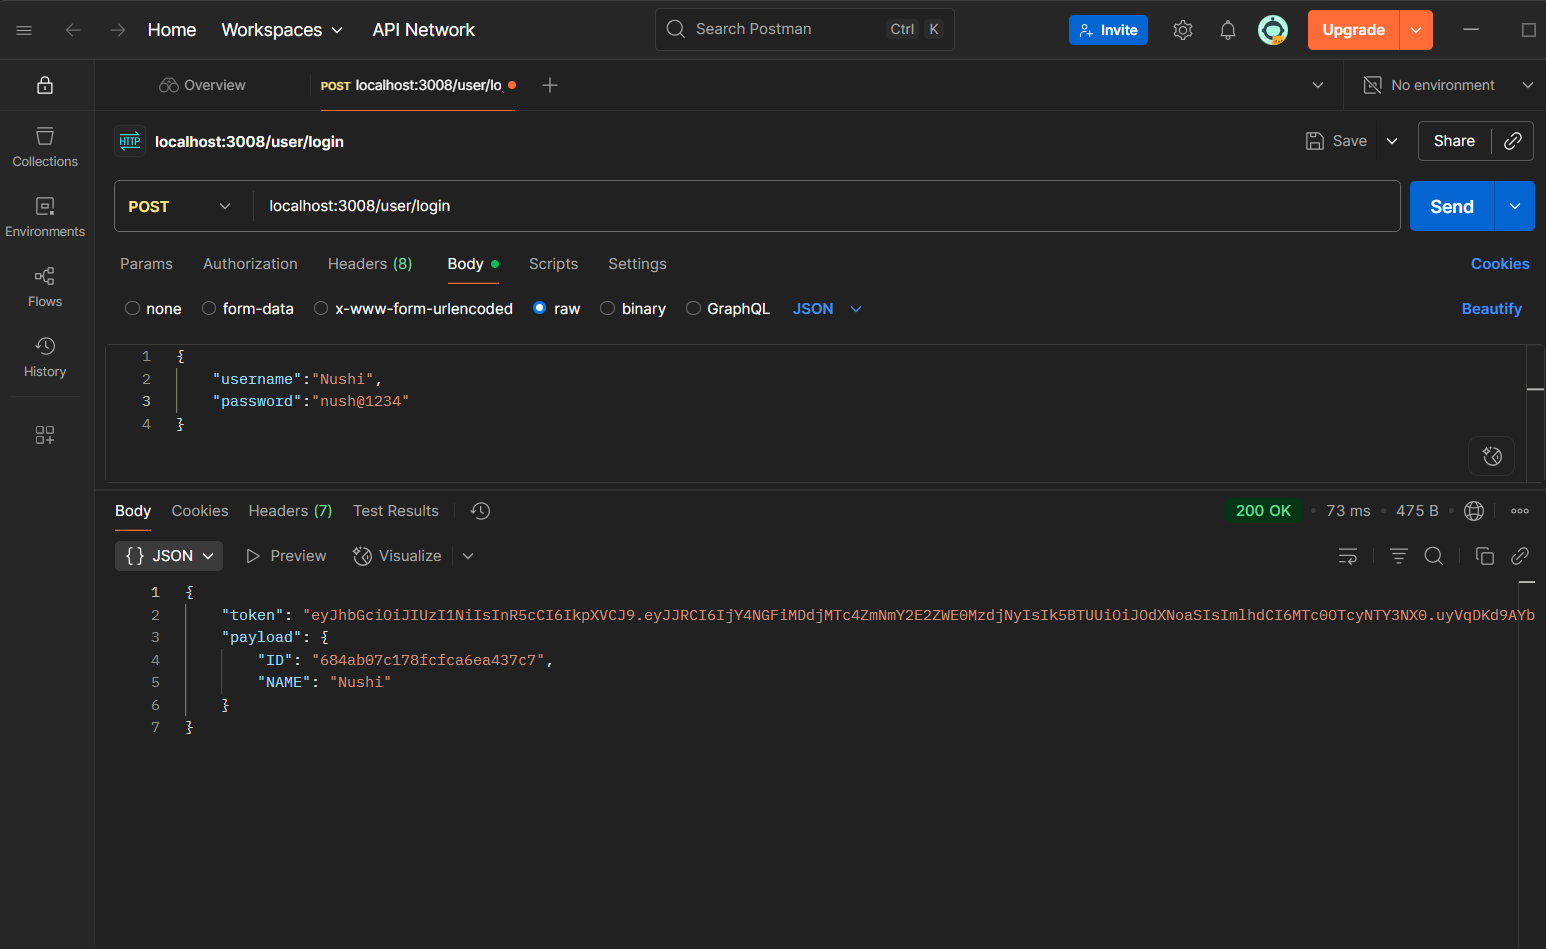 Home Workspaces API Network Search Postman Ctrl K Invite Upgrade
Overview POST localhost:3008/user/lo No environment
HTTP localhost:3008/user/login Save Share
Collections
POST localhost:3008/user/login Send
Environments
Params Authorization Headers (8) Body Scripts Settings Cookies
Flows
none form-data x-www-form-urlencoded raw binary GraphQL JSON Beautify
History
1 {
2 "username":"Nushi",
3 "password":"nush@1234"
4 }
Body Cookies Headers (7) Test Results 200 OK 73 ms 475 B
{} JSON Preview Visualize
1 {
2 "token": "eyJhbGciOiJIUzI1NiIsInR5cCI6IkpXVCJ9.eyJJRCI6IjY4NGFiMDdjMTc4ZmNmY2E2ZWE0MzdjNyIsIk5BTUUiOiJOdXNoaSIsImlhdCI6MTc0OTcyNTY3NX0.uyVqDKd9AYb
3 "payload": {
4 "ID": "684ab07c178fcfca6ea437c7",
5 "NAME": "Nushi"
6 }
7 }